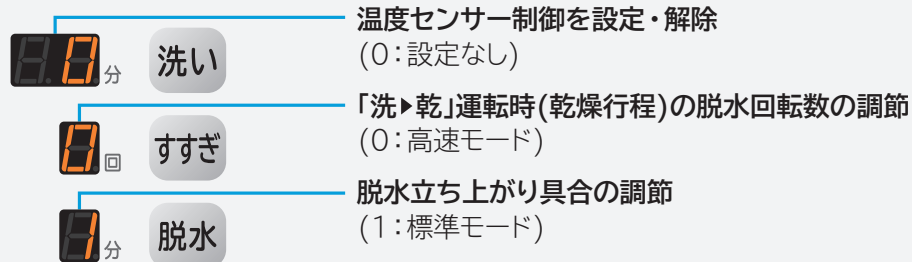 温度センサー制御を設定・解除
0分 洗い (0：設定なし)
「洗▶乾」運転時(乾燥行程)の脱水回転数の調節
0回 すすぎ (0：高速モード)
脱水立ち上がり具合の調節
1分 脱水 (1：標準モード)